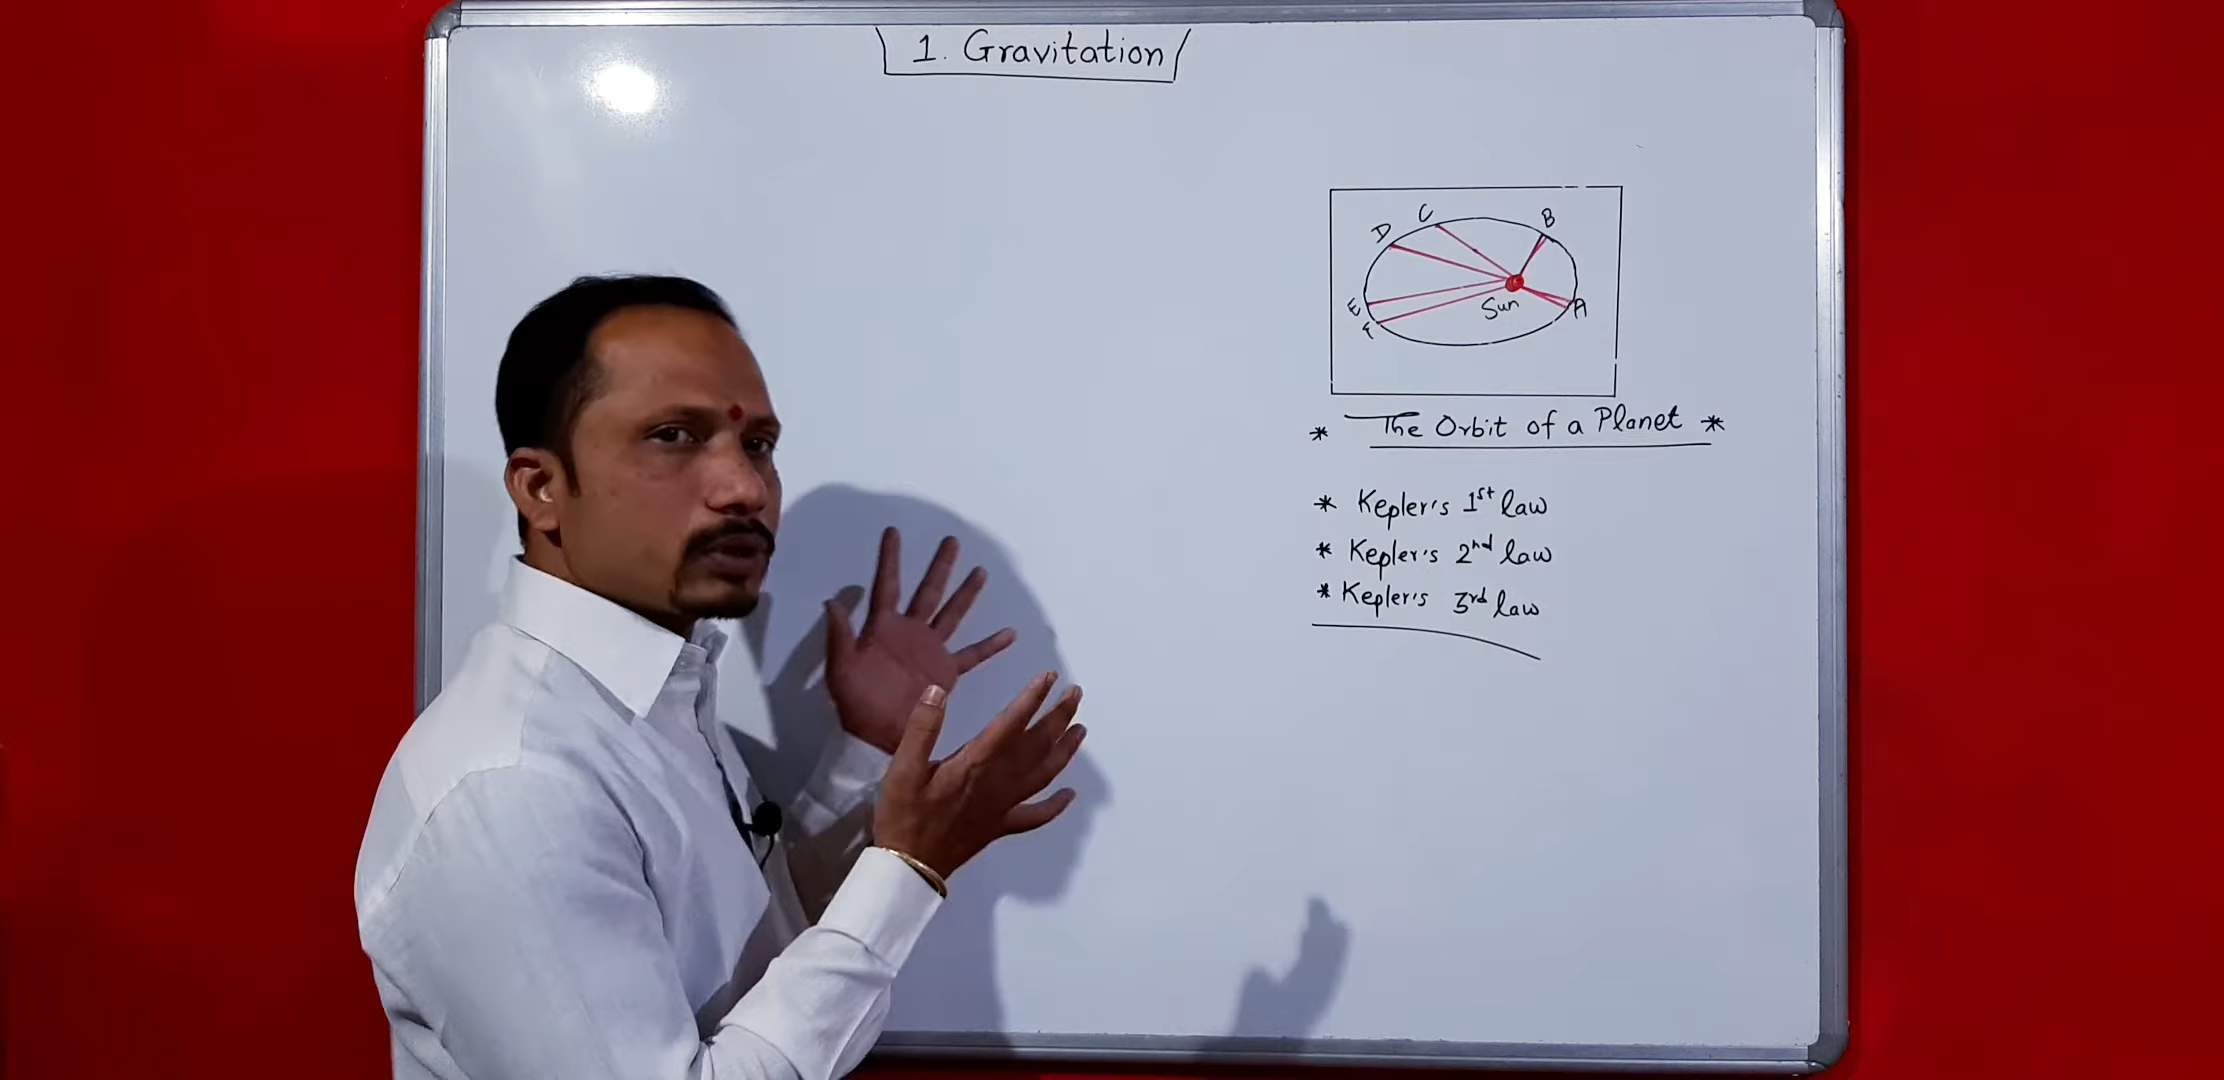 1. Gravitation
C
B
D
E
Sun
A
F
* The Orbit of a Planet *
* Kepler's 1st law
* Kepler's 2nd law
* Kepler's 3rd law